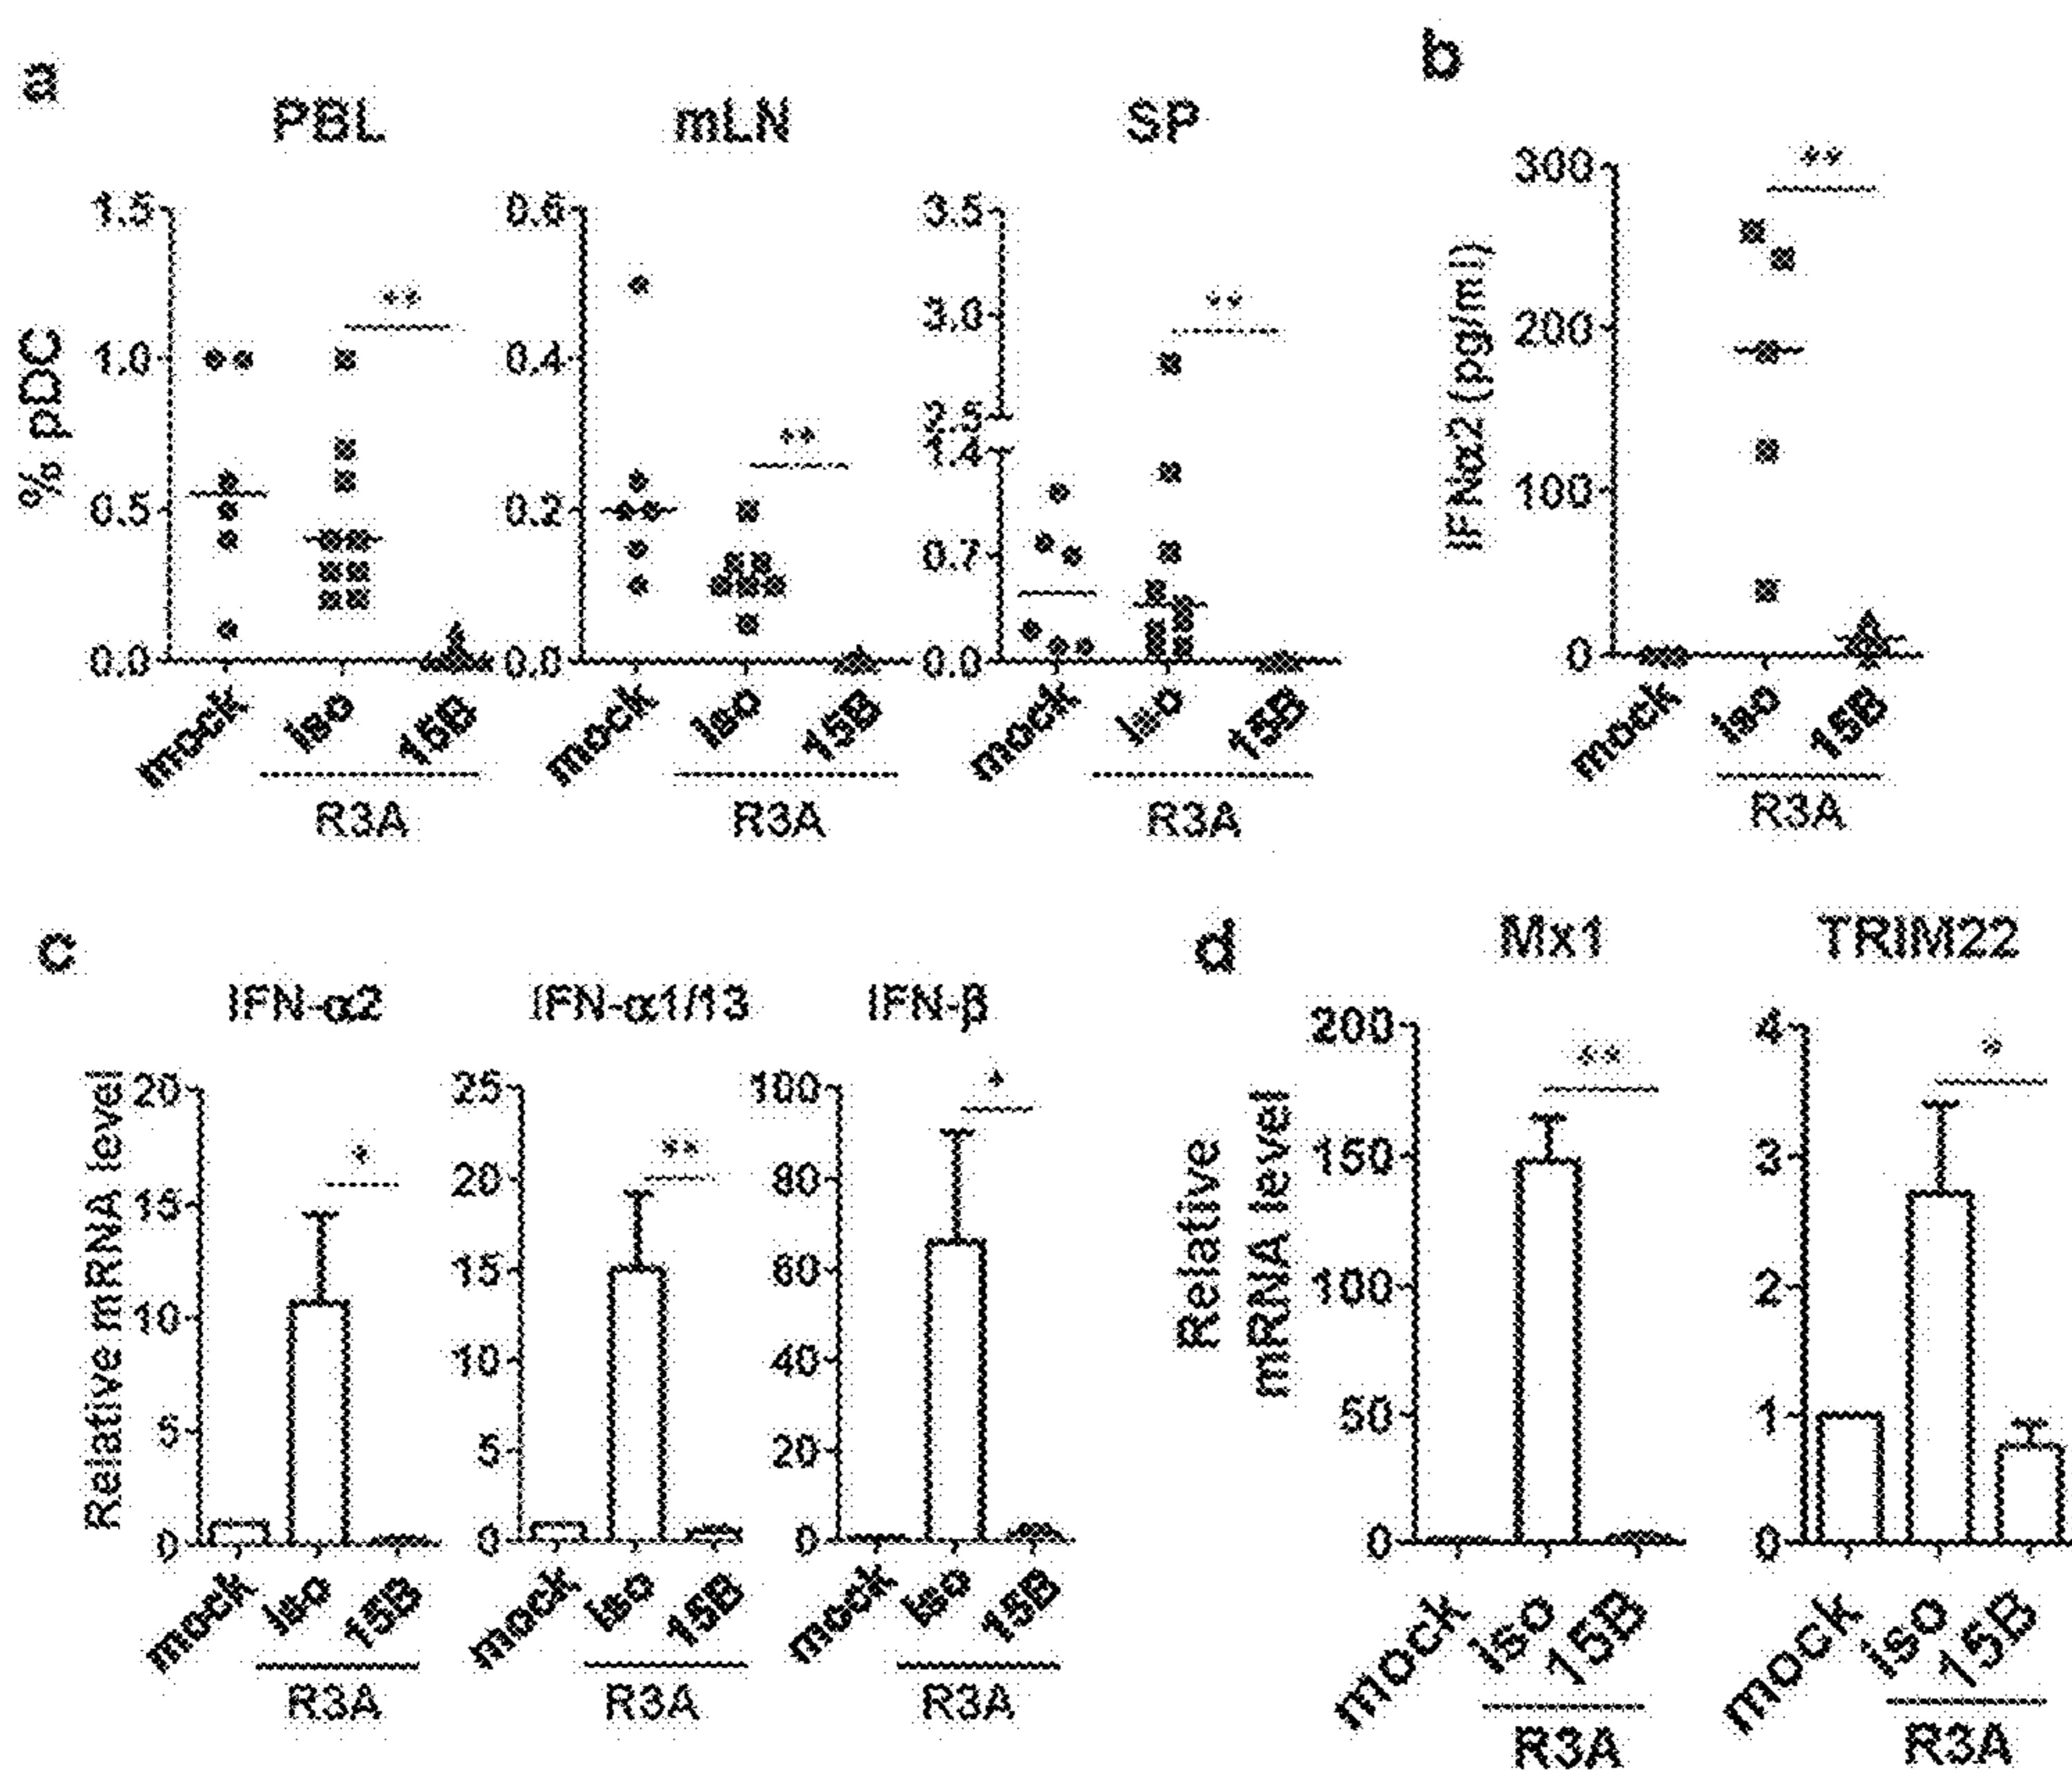 a
PBL
mLN
SP
% pDC
1.5
1.0
0.5
0.0
**
mock
iso
15B
R3A
0.6
0.4
0.2
0.0
**
mock
iso
15B
R3A
3.5
3.0
2.5
1.4
0.7
0.0
**
mock
iso
15B
R3A
b
IFNα2 (pg/ml)
300
200
100
0
**
mock
iso
15B
R3A
c
IFN-α2
Relative mRNA level
20
15
10
5
0
*
mock
iso
15B
R3A
IFN-α1/13
25
20
15
10
5
0
**
mock
iso
15B
R3A
IFN-β
100
80
60
40
20
0
*
mock
iso
15B
R3A
d
Mx1
Relative
mRNA level
200
150
100
50
0
**
mock
iso
15B
R3A
TRIM22
4
3
2
1
0
*
mock
iso
15B
R3A